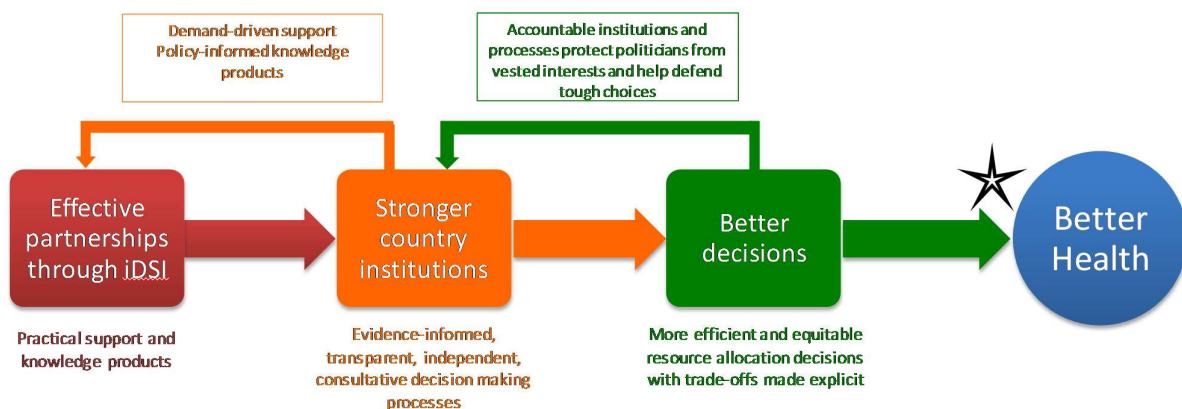 Demand-driven support
Policy-informed knowledge
products
Accountable institutions and
processes protect politicians from
vested interests and help defend
tough choices
Effective
partnerships
through iDSI
Stronger
country
institutions
Better
decisions
Better
Health
Practical support and
knowledge products
Evidence-informed,
transparent, independent,
consultative decision making
processes
More efficient and equitable
resource allocation decisions
with trade-offs made explicit